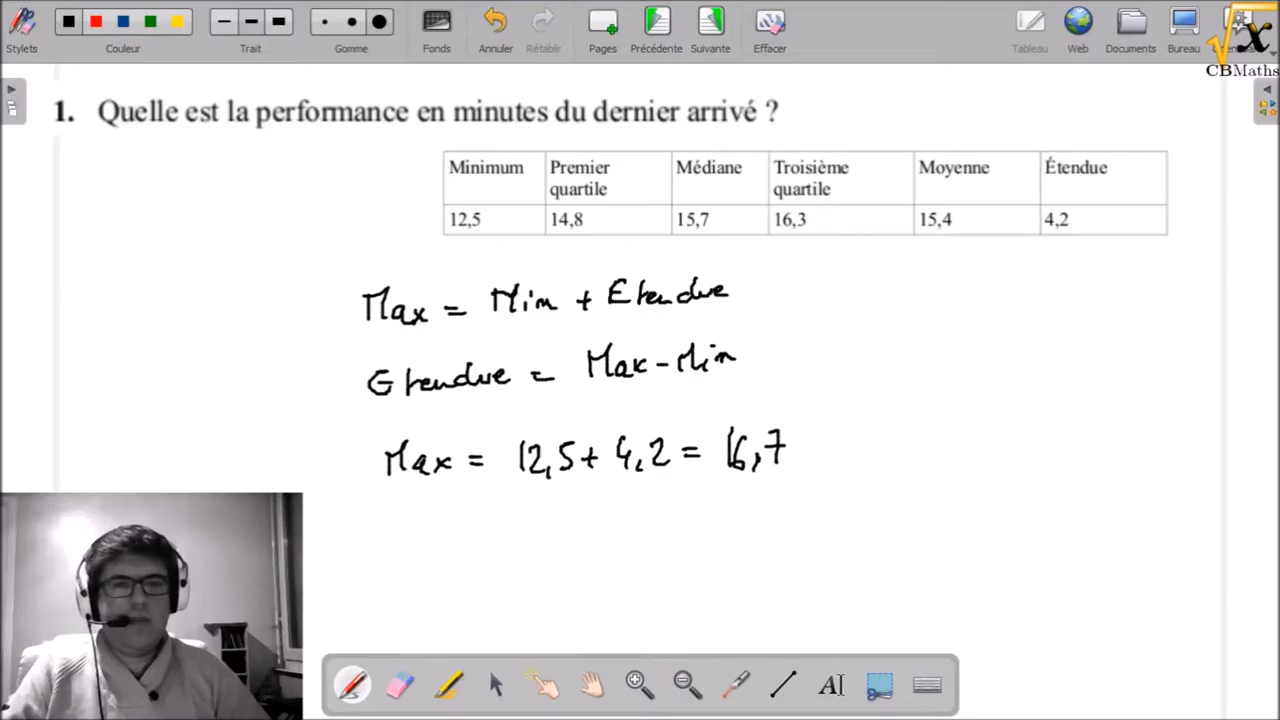 Stylets Couleur Trait Gomme Fonds Annuler Rétablir Pages Précédente Suivante Effacer Tableau Web Documents Bureau
CBMaths
1. Quelle est la performance en minutes du dernier arrivé ?
Minimum Premier quartile Médiane Troisième quartile Moyenne Étendue
12,5 14,8 15,7 16,3 15,4 4,2
Max = Min + Etendue
Etendue = Max - Min
Max = 12,5 + 4,2 = 16,7
AI